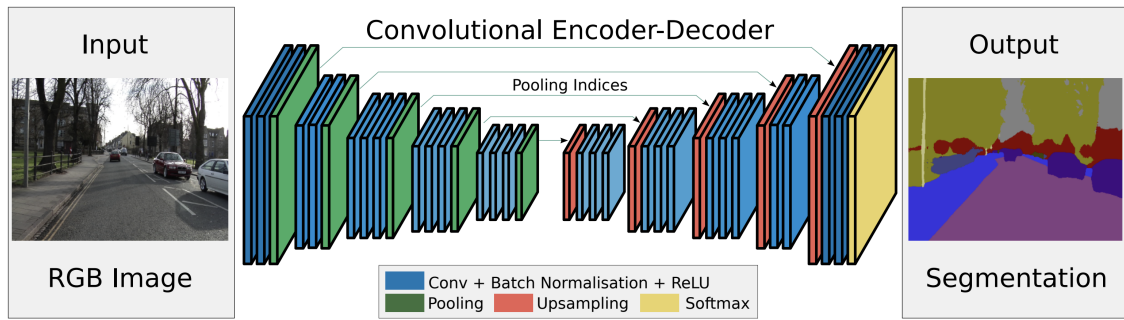 Input
Convolutional Encoder-Decoder
Output
Pooling Indices
RGB Image
Segmentation
Conv + Batch Normalisation + ReLU
Pooling Upsampling Softmax